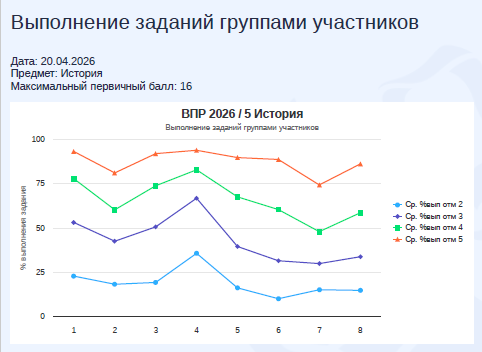 Выполнение заданий группами участников
Дата: 20.04.2026
Предмет: История
Максимальный первичный балл: 16
ВПР 2026 / 5 История
Выполнение заданий группами участников
% выполнения задания
100
75
50
25
0
1 2 3 4 5 6 7 8
Ср. %вып отм 2
Ср. %вып отм 3
Ср. %вып отм 4
Ср. %вып отм 5